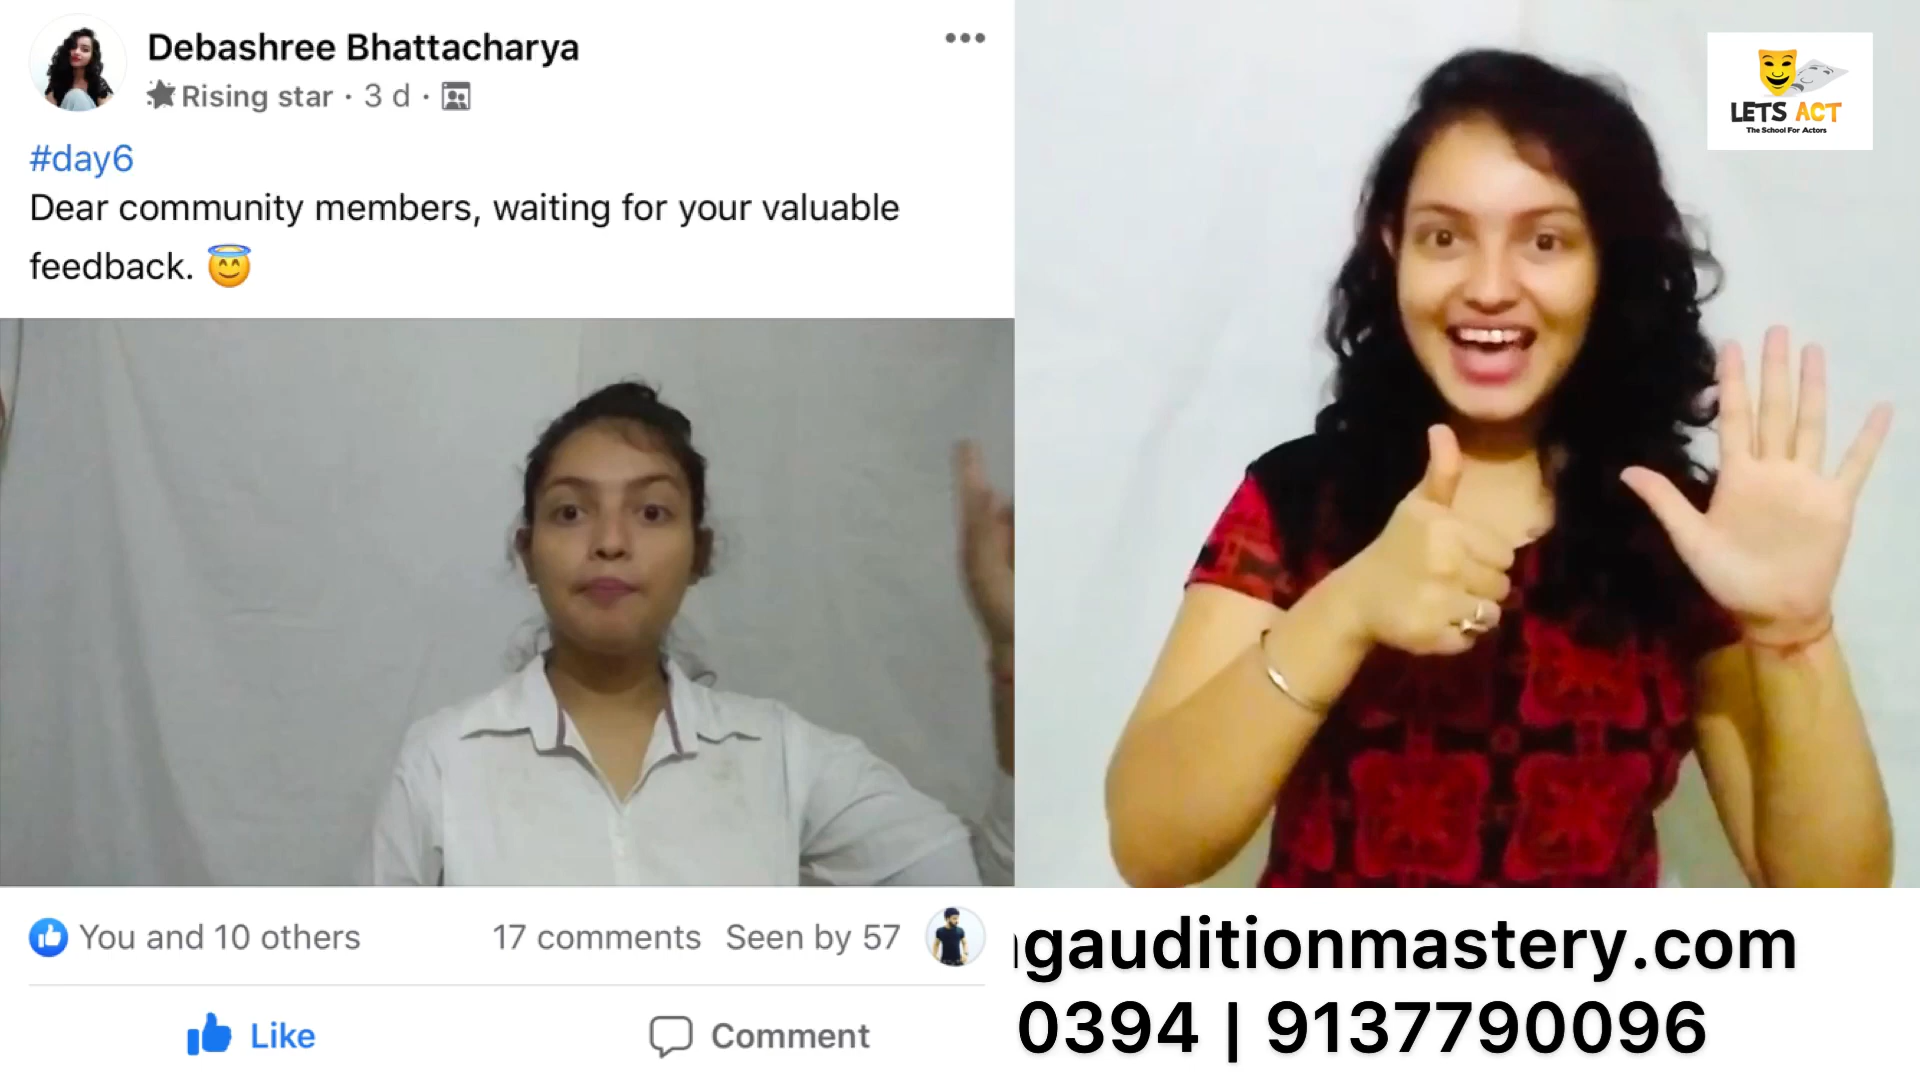 Debashree Bhattacharya
Rising star · 3 d ·
#day6
Dear community members, waiting for your valuable
feedback. 😇
You and 10 others
17 comments Seen by 57
Like
Comment
LETS ACT
The School For Actors
gauditionmastery.com
0394 | 9137790096